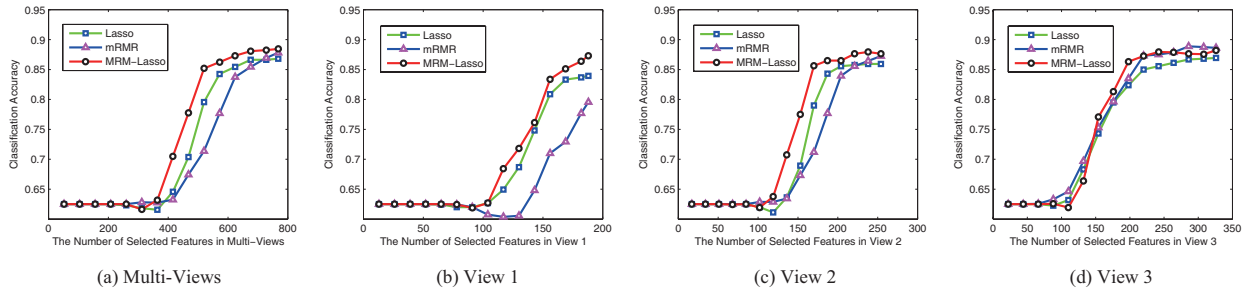 0.95
0.9
0.85
0.8
0.75
0.7
0.65
Classification Accuracy
Lasso
mRMR
MRM-Lasso
0 200 400 600 800
The Number of Selected Features in Multi-Views
(a) Multi-Views
0.95
0.9
0.85
0.8
0.75
0.7
0.65
Classification Accuracy
Lasso
mRMR
MRM-Lasso
0 50 100 150 200
The Number of Selected Features in View 1
(b) View 1
0.95
0.9
0.85
0.8
0.75
0.7
0.65
Classification Accuracy
Lasso
mRMR
MRM-Lasso
0 50 100 150 200 250 300
The Number of Selected Features in View 2
(c) View 2
0.95
0.9
0.85
0.8
0.75
0.7
0.65
Classification Accuracy
Lasso
mRMR
MRM-Lasso
0 50 100 150 200 250 300 350
The Number of Selected Features in View 3
(d) View 3